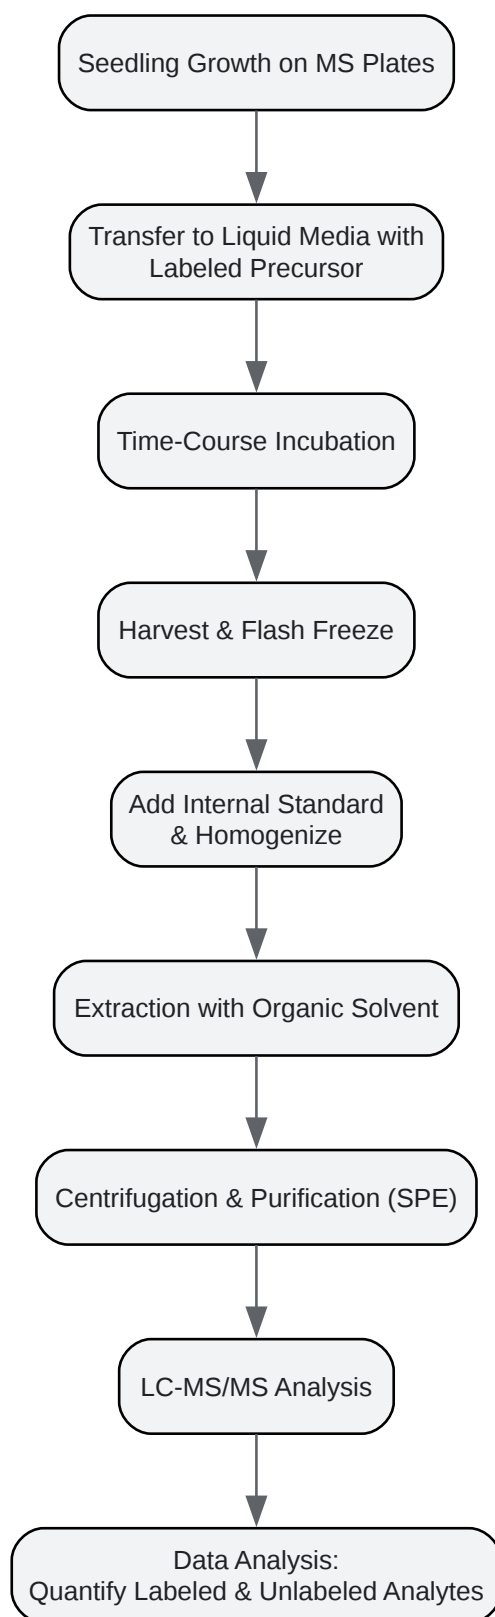 Seedling Growth on MS Plates
Transfer to Liquid Media with
Labeled Precursor
Time-Course Incubation
Harvest & Flash Freeze
Add Internal Standard
& Homogenize
Extraction with Organic Solvent
Centrifugation & Purification (SPE)
LC-MS/MS Analysis
Data Analysis:
Quantify Labeled & Unlabeled Analytes